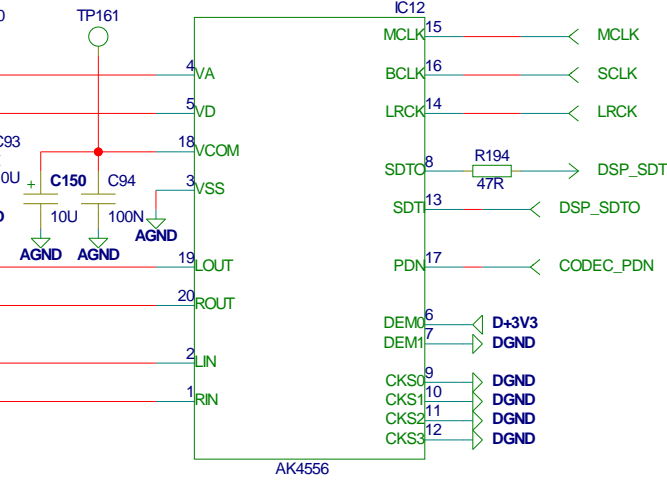 TP161
IC12
MCLK 15 MCLK
4 VA
BCLK 16 SCLK
5 VD
LRCK 14 LRCK
C93
18 VCOM
SDTO 8 R194 DSP_SDT
47R
0U
+ C150 C94
3 VSS
10U 100N
AGND
SDTI 13 DSP_SDTO
AGND AGND
19 LOUT
PDN 17 CODEC_PDN
20 ROUT
DEM0 6 D+3V3
DEM1 7 DGND
2 LIN
CKS0 9 DGND
1 RIN
CKS1 10 DGND
CKS2 11 DGND
CKS3 12 DGND
AK4556